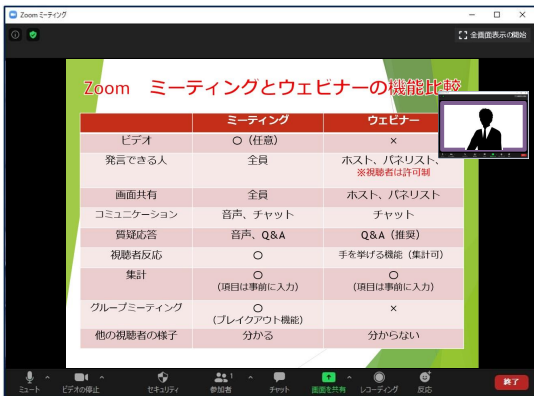 Zoom ミーティング
全画面表示の開始
Zoom　ミーティングとウェビナーの機能比較
ミーティング　ウェビナー
ビデオ　〇（任意）　×
発言できる人　全員　ホスト、パネリスト、
※視聴者は許可制
画面共有　全員　ホスト、パネリスト
コミュニケーション　音声、チャット　チャット
質疑応答　音声、Q&A　Q&A（推奨）
視聴者反応　〇　手を挙げる機能（集計可）
集計　〇　〇
（項目は事前に入力）　（項目は事前に入力）
グループミーティング　〇　×
（ブレイクアウト機能）
他の視聴者の様子　分かる　分からない
ミュート　ビデオの停止　セキュリティ　参加者　1　チャット　画面を共有　レコーディング　反応　終了